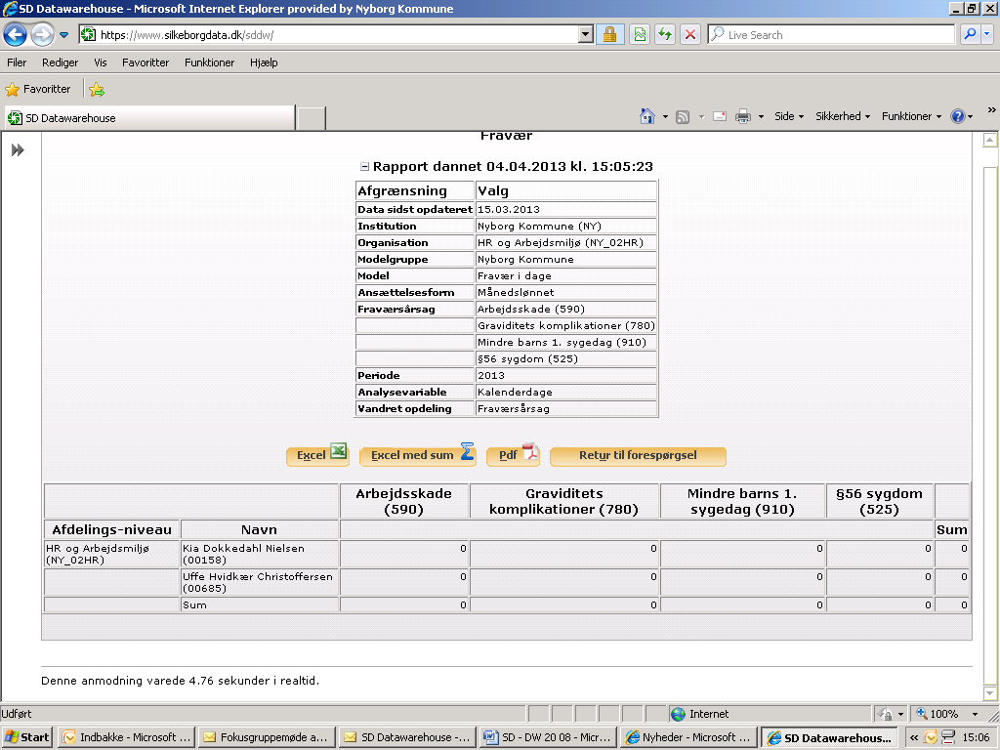 SD Datawarehouse - Microsoft Internet Explorer provided by Nyborg Kommune
https://www.silkeborgdata.dk/sddw/
Live Search
Filer Rediger Vis Favoritter Funktioner Hjælp
Favoritter
SD Datawarehouse
Side Sikkerhed Funktioner »
Fravær
Rapport dannet 04.04.2013 kl. 15:05:23
Afgrænsning Valg
Data sidst opdateret 15.03.2013
Institution Nyborg Kommune (NY)
Organisation HR og Arbejdsmiljø (NY_02HR)
Modelgruppe Nyborg Kommune
Model Fravær i dage
Ansættelsesform Månedslønnet
Fraværsårsag Arbejdsskade (590)
Graviditets komplikationer (780)
Mindre barns 1. sygedag (910)
§56 sygdom (525)
Periode 2013
Analysevariable Kalenderdage
Vandret opdeling Fraværsårsag
Excel Excel med sum Pdf Retur til forespørgsel
Arbejdsskade (590) Graviditets komplikationer (780) Mindre barns 1. sygedag (910) §56 sygdom (525)
Afdelings-niveau Navn Sum
HR og Arbejdsmiljø (NY_02HR) Kia Dokkedahl Nielsen (00158) 0 0 0 0 0
Uffe Hvidkær Christoffersen (00685) 0 0 0 0 0
Sum 0 0 0 0 0
Denne anmodning varede 4.76 sekunder i realtid.
Udført Internet 100%
Start Indbakke - Microsoft ... Fokusgruppemøde a... SD Datawarehouse -... SD - DW 20 08 - Micr... Nyheder - Microsoft ... SD Datawarehous... « 15:06